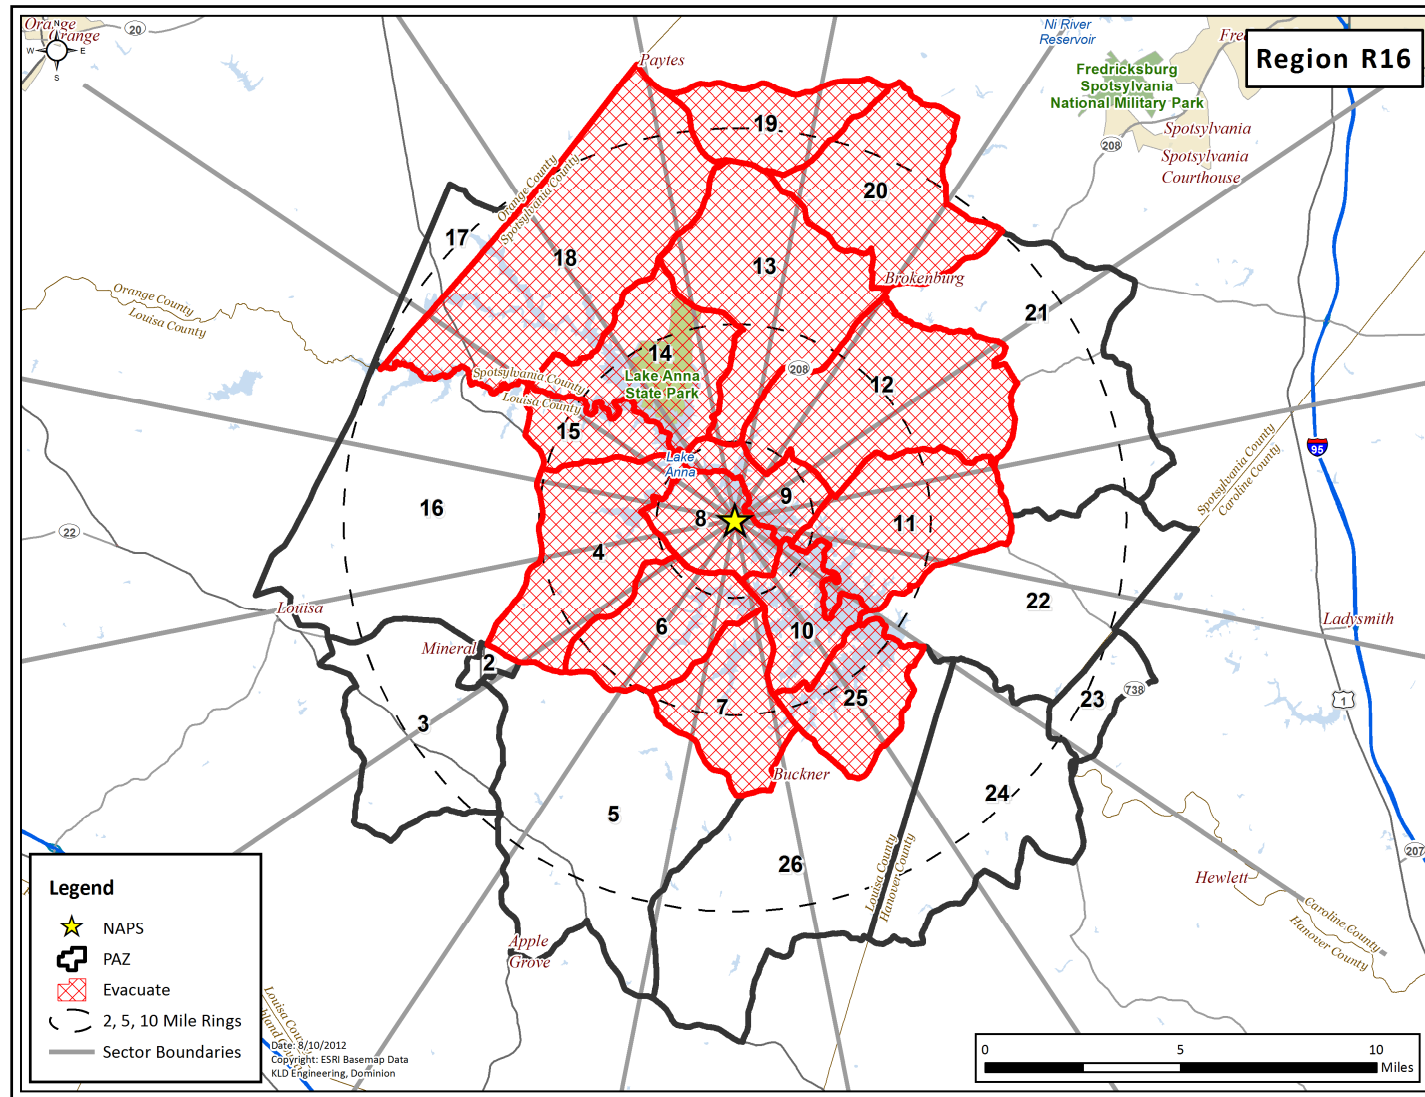 Orange
Orange
N
W
E
S
20
Paytes
Ni River
Reservoir
Region R16
Fredricksburg
Spotsylvania
National Military Park
Spotsylvania
208
Spotsylvania
Courthouse
19
20
Orange County
Spotsylvania County
17
18
13
Brokenburg
Orange County
Louisa County
21
14
208
Lake Anna
State Park
12
Spotsylvania County
Louisa County
15
95
Lake
Anna
Spotsylvania County
Caroline County
16
9
8
11
22
4
Louisa
22
Ladysmith
6
10
Mineral
2
738
23
1
25
7
3
Buckner
24
5
207
26
Louisa County
Hanover County
Hewlett
Caroline County
Hanover County
Apple
Grove
Legend
NAPS
PAZ
Evacuate
2, 5, 10 Mile Rings
Sector Boundaries
Louisa County
Date: 8/10/2012
Copyright: ESRI Basemap Data
KLD Engineering, Dominion
0
5
10
Miles